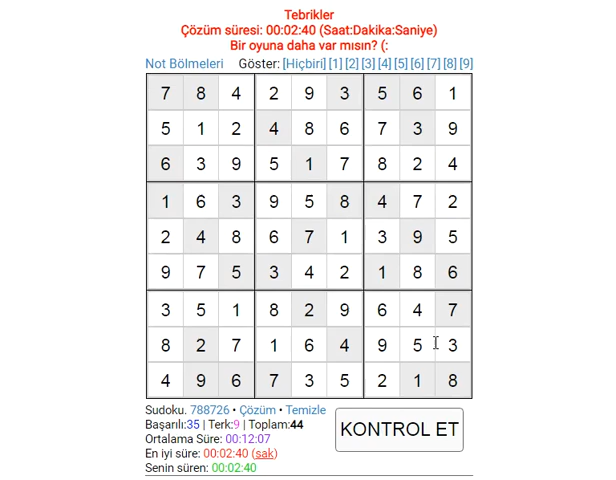 Tebrikler
Çözüm süresi: 00:02:40 (Saat:Dakika:Saniye)
Bir oyuna daha var mısın? (:
Not Bölmeleri Göster: [Hiçbiri] [1] [2] [3] [4] [5] [6] [7] [8] [9]
7 8 4 2 9 3 5 6 1
5 1 2 4 8 6 7 3 9
6 3 9 5 1 7 8 2 4
1 6 3 9 5 8 4 7 2
2 4 8 6 7 1 3 9 5
9 7 5 3 4 2 1 8 6
3 5 1 8 2 9 6 4 7
8 2 7 1 6 4 9 5 3
4 9 6 7 3 5 2 1 8
Sudoku. 788726 • Çözüm • Temizle
Başarılı:35 | Terk:9 | Toplam:44
Ortalama Süre: 00:12:07
En iyi süre: 00:02:40 (sak)
Senin süren: 00:02:40
KONTROL ET